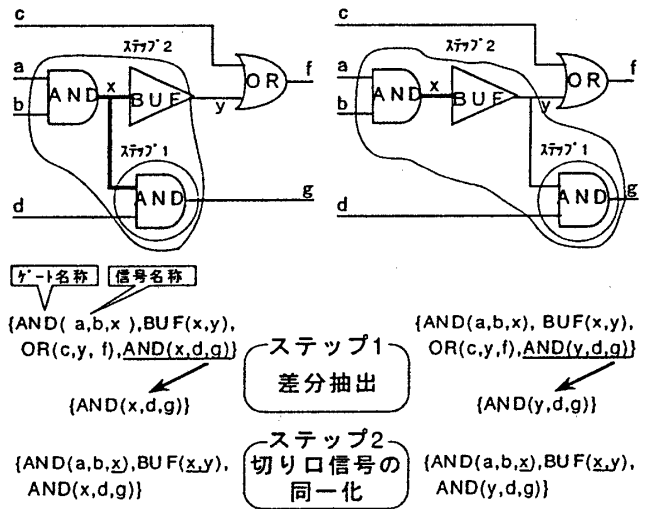 c
ステップ2
a
AND
x
BUF
OR
f
b
y
ステップ1
AND
g
d
c
ステップ2
a
AND
x
BUF
OR
f
b
y
ステップ1
AND
g
d
ゲート名称
信号名称
{AND( a,b,x ),BUF(x,y),
OR(c,y, f),AND(x,d,g)}
{AND(x,d,g)}
ステップ1
差分抽出
{AND(a,b,x), BUF(x,y),
OR(c,y,f),AND(y,d,g)}
{AND(y,d,g)}
{AND(a,b,x),BUF(x,y),
AND(x,d,g)}
ステップ2
切り口信号の
同一化
{AND(a,b,x),BUF(x,y),
AND(y,d,g)}